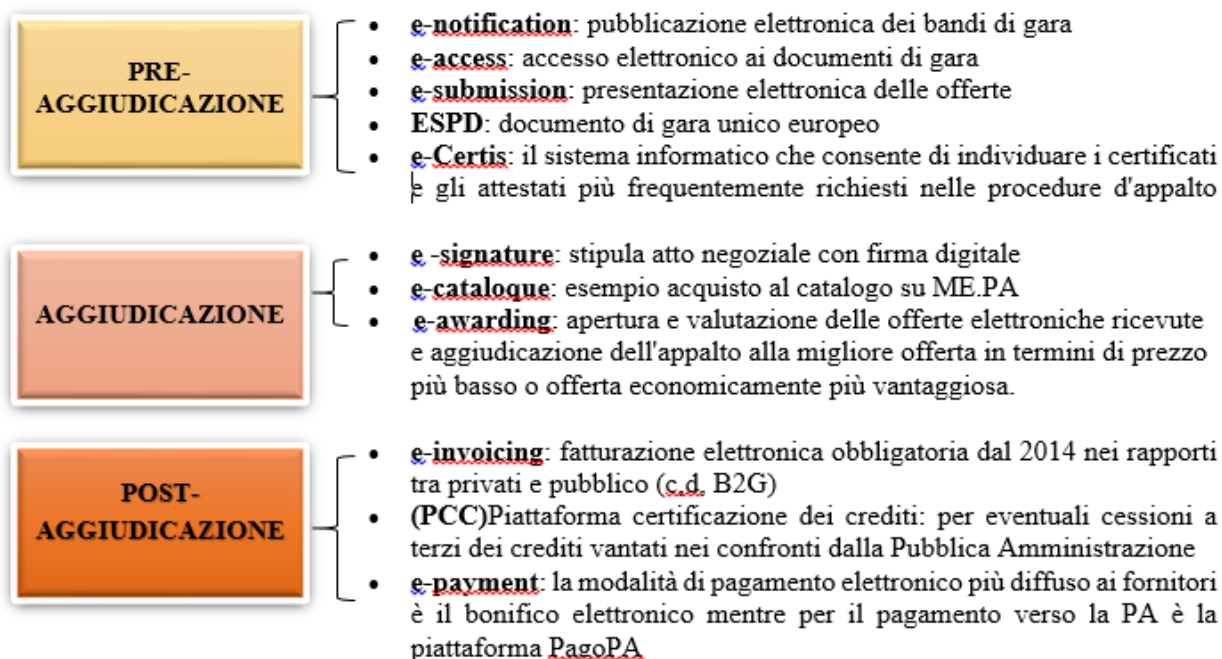 PRE-
AGGIUDICAZIONE
• e-notification: pubblicazione elettronica dei bandi di gara
• e-access: accesso elettronico ai documenti di gara
• e-submission: presentazione elettronica delle offerte
• ESPD: documento di gara unico europeo
• e-Certis: il sistema informatico che consente di individuare i certificati
e gli attestati più frequentemente richiesti nelle procedure d'appalto
AGGIUDICAZIONE
• e -signature: stipula atto negoziale con firma digitale
• e-cataloque: esempio acquisto al catalogo su ME.PA
• e-awarding: apertura e valutazione delle offerte elettroniche ricevute
e aggiudicazione dell'appalto alla migliore offerta in termini di prezzo
più basso o offerta economicamente più vantaggiosa.
POST-
AGGIUDICAZIONE
• e-invoicing: fatturazione elettronica obbligatoria dal 2014 nei rapporti
tra privati e pubblico (c.d. B2G)
• (PCC)Piattaforma certificazione dei crediti: per eventuali cessioni a
terzi dei crediti vantati nei confronti dalla Pubblica Amministrazione
• e-payment: la modalità di pagamento elettronico più diffuso ai fornitori
è il bonifico elettronico mentre per il pagamento verso la PA è la
piattaforma PagoPA